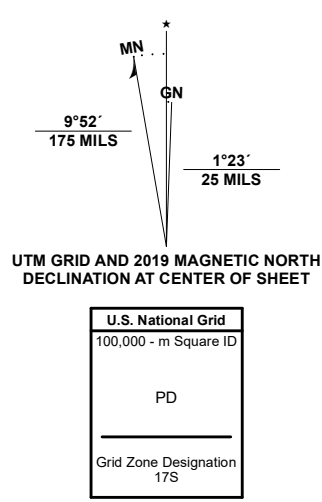 ★
MN
GN
9°52´
175 MILS
1°23´
25 MILS
UTM GRID AND 2019 MAGNETIC NORTH
DECLINATION AT CENTER OF SHEET
U.S. National Grid
100,000 - m Square ID
PD
Grid Zone Designation
17S